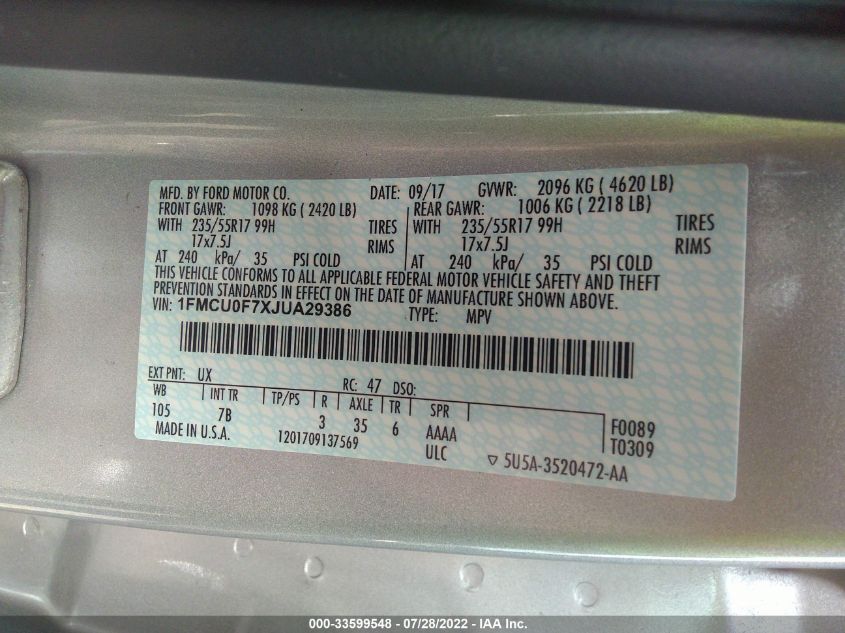 MFD. BY FORD MOTOR CO. DATE: 09/17 GVWR: 2096 KG ( 4620 LB)
FRONT GAWR: 1098 KG ( 2420 LB) REAR GAWR: 1006 KG ( 2218 LB)
WITH 235/55R17 99H TIRES WITH 235/55R17 99H TIRES
17x7.5J RIMS 17x7.5J RIMS
AT 240 kPa/ 35 PSI COLD AT 240 kPa/ 35 PSI COLD
THIS VEHICLE CONFORMS TO ALL APPLICABLE FEDERAL MOTOR VEHICLE SAFETY AND THEFT
PREVENTION STANDARDS IN EFFECT ON THE DATE OF MANUFACTURE SHOWN ABOVE.
VIN: 1FMCU0F7XJUA29386 TYPE: MPV
EXT PNT: UX RC: 47 DSO:
WB INT TR TP/PS R AXLE TR SPR
105 7B 3 35 6 AAAA F0089
MADE IN U.S.A. 1201709137569 ULC T0309
▽ 5U5A-3520472-AA
000-33599548 - 07/28/2022 - IAA Inc.